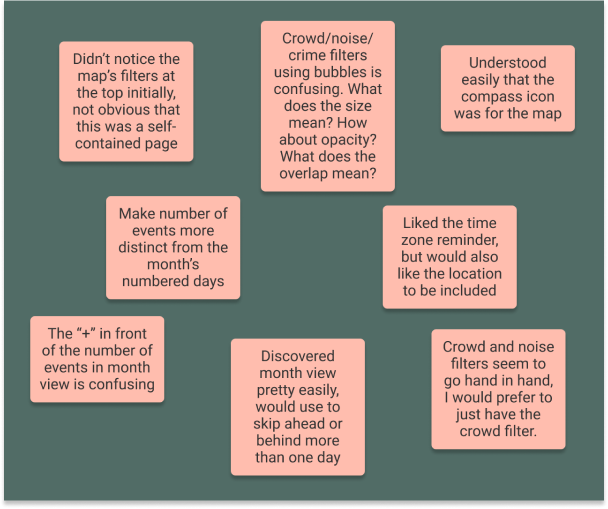 Didn’t notice the
map’s filters at
the top initially,
not obvious that
this was a self-
contained page
Crowd/noise/
crime filters
using bubbles is
confusing. What
does the size
mean? How
about opacity?
What does the
overlap mean?
Understood
easily that the
compass icon
was for the map
Make number of
events more
distinct from the
month’s
numbered days
Liked the time
zone reminder,
but would also
like the location
to be included
The “+” in front
of the number of
events in month
view is confusing
Discovered
month view
pretty easily,
would use to
skip ahead or
behind more
than one day
Crowd and noise
filters seem to
go hand in hand,
I would prefer to
just have the
crowd filter.